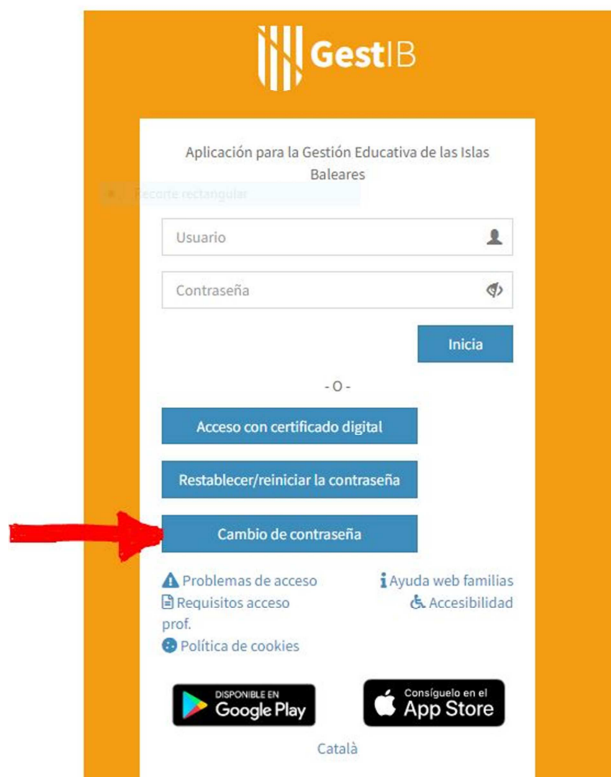 GestIB
Aplicación para la Gestión Educativa de las Islas
Baleares
Recorte rectangular
Usuario
Contraseña
Inicia
- O -
Acceso con certificado digital
Restablecer/reiniciar la contraseña
Cambio de contraseña
Problemas de acceso
Ayuda web familias
Requisitos acceso
prof.
Accesibilidad
Política de cookies
DISPONIBLE EN
Google Play
Consíguelo en el
App Store
Català